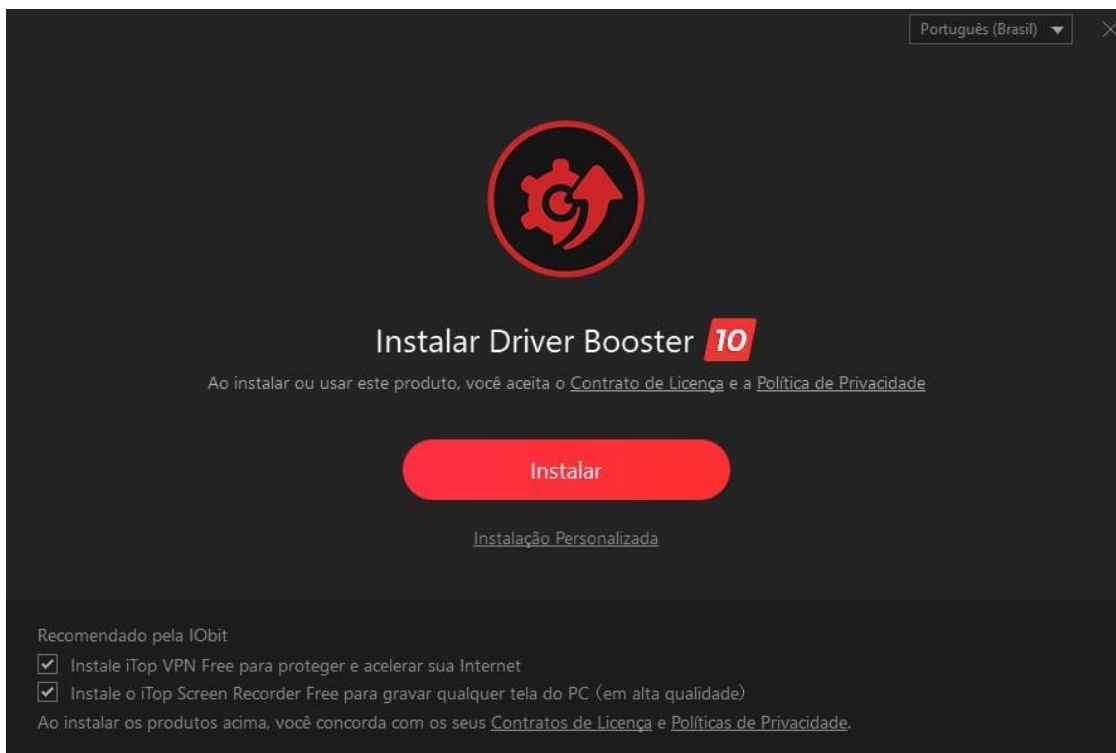 Português (Brasil)
Instalar Driver Booster 10
Ao instalar ou usar este produto, você aceita o Contrato de Licença e a Política de Privacidade
Instalar
Instalação Personalizada
Recomendado pela IObit
Instale iTop VPN Free para proteger e acelerar sua Internet
Instale o iTop Screen Recorder Free para gravar qualquer tela do PC (em alta qualidade)
Ao instalar os produtos acima, você concorda com os seus Contratos de Licença e Políticas de Privacidade.